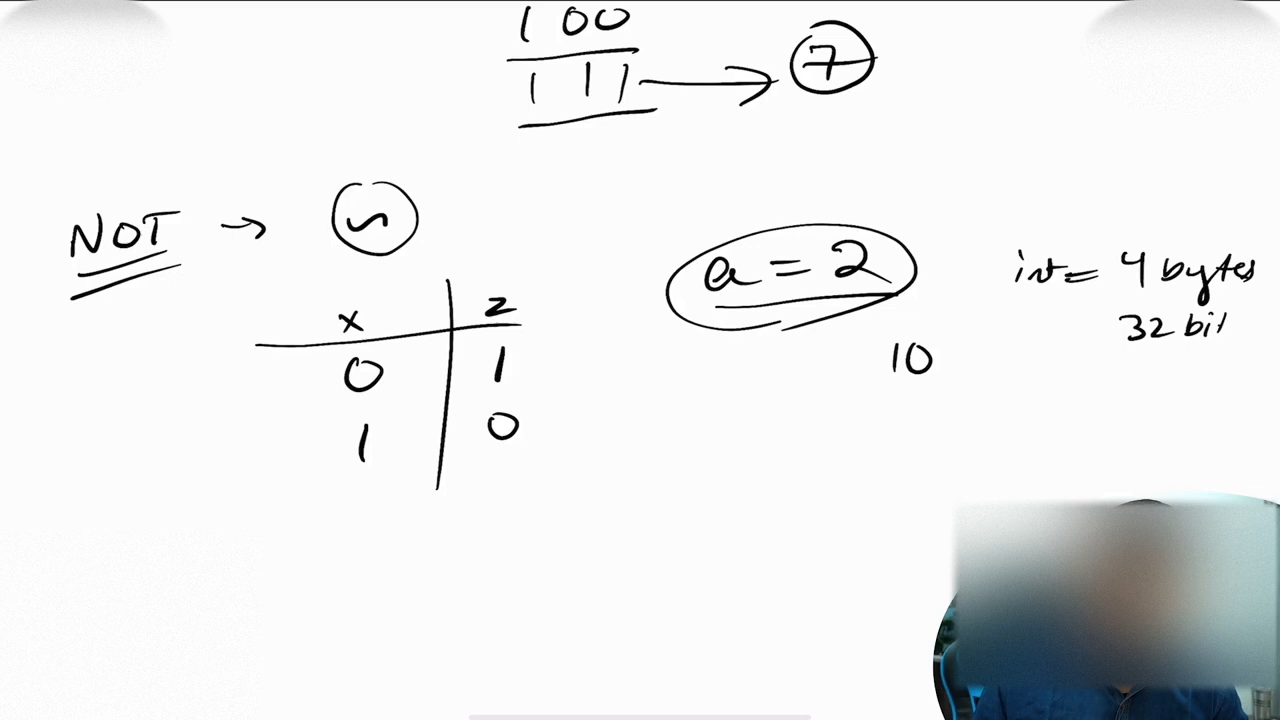 100
111 → 7
NOT → ~
a = 2
int = 4 bytes
32 bit
10
x z
0 1
1 0